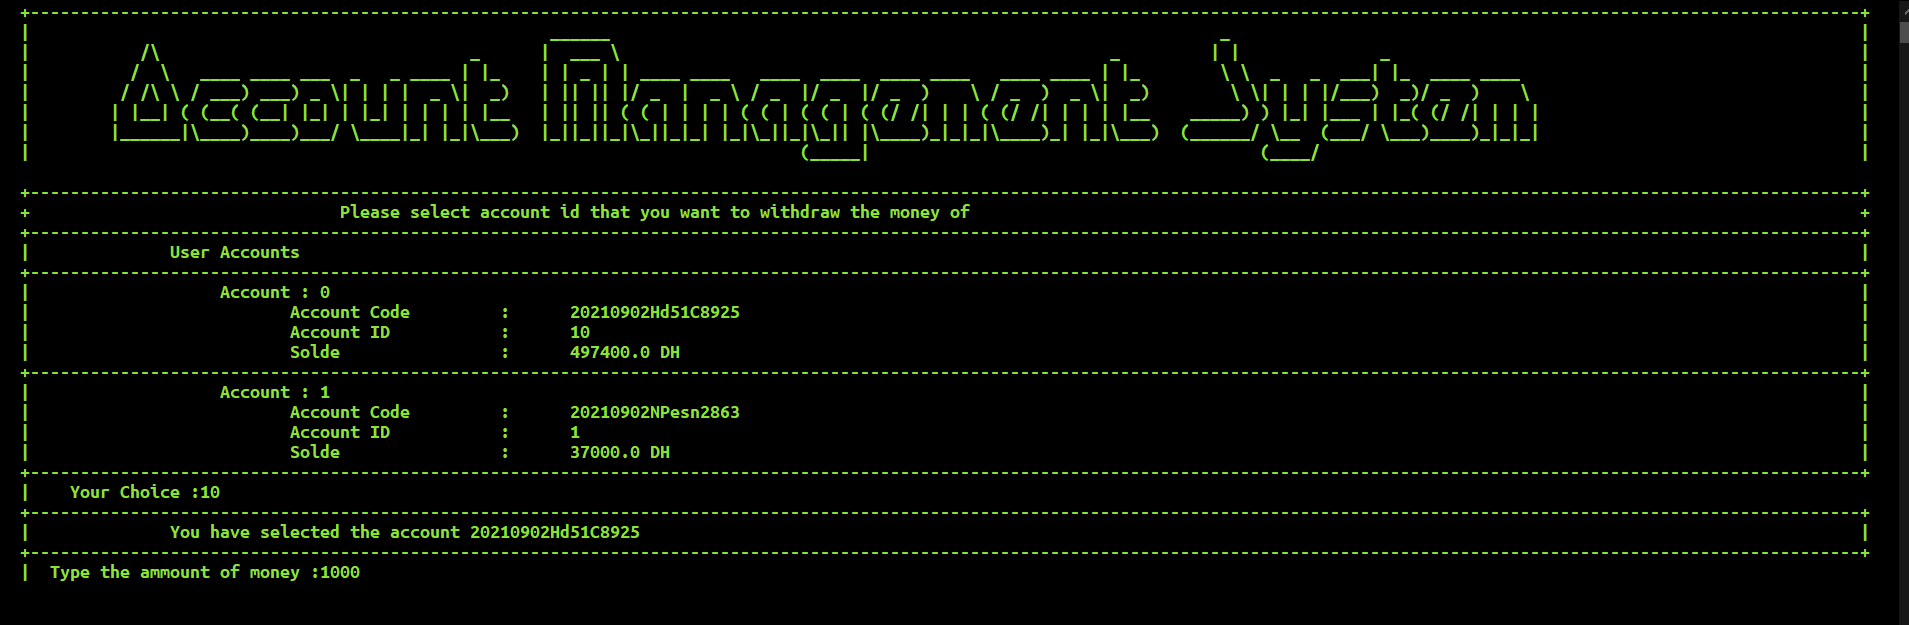 Account Management System
Please select account id that you want to withdraw the money of
User Accounts
Account : 0
Account Code : 20210902Hd51C8925
Account ID : 10
Solde : 497400.0 DH
Account : 1
Account Code : 20210902NPesn2863
Account ID : 1
Solde : 37000.0 DH
Your Choice :10
You have selected the account 20210902Hd51C8925
Type the ammount of money :1000